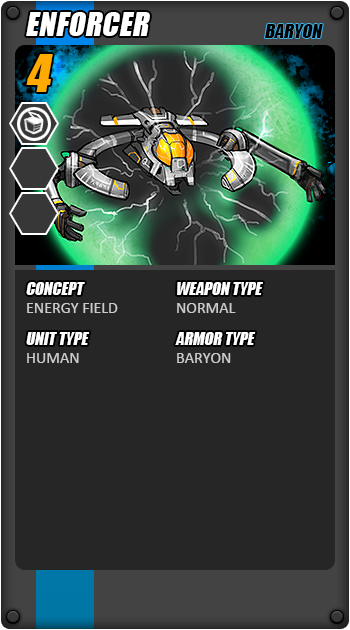 ENFORCER
BARYON
4
CONCEPT
ENERGY FIELD
WEAPON TYPE
NORMAL
UNIT TYPE
HUMAN
ARMOR TYPE
BARYON